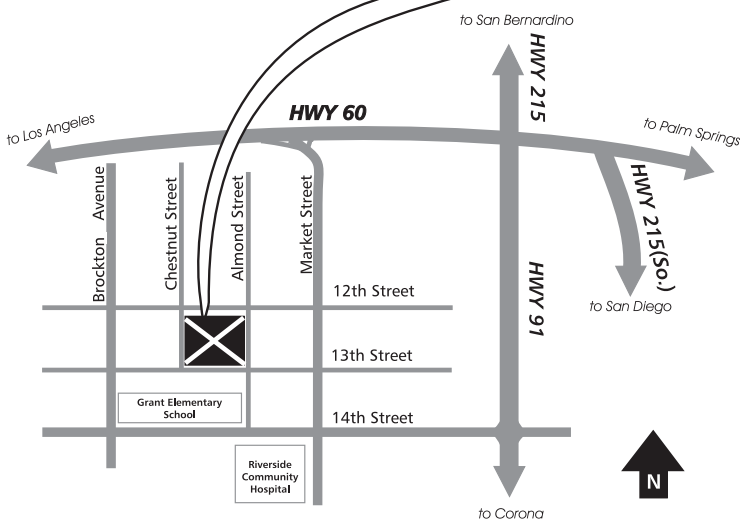 to San Bernardino
HWY 215
HWY 60
to Los Angeles
to Palm Springs
Brockton Avenue
Chestnut Street
Almond Street
Market Street
HWY 215(So.)
12th Street
HWY 91
to San Diego
13th Street
Grant Elementary
School
14th Street
Riverside
Community
Hospital
N
to Corona